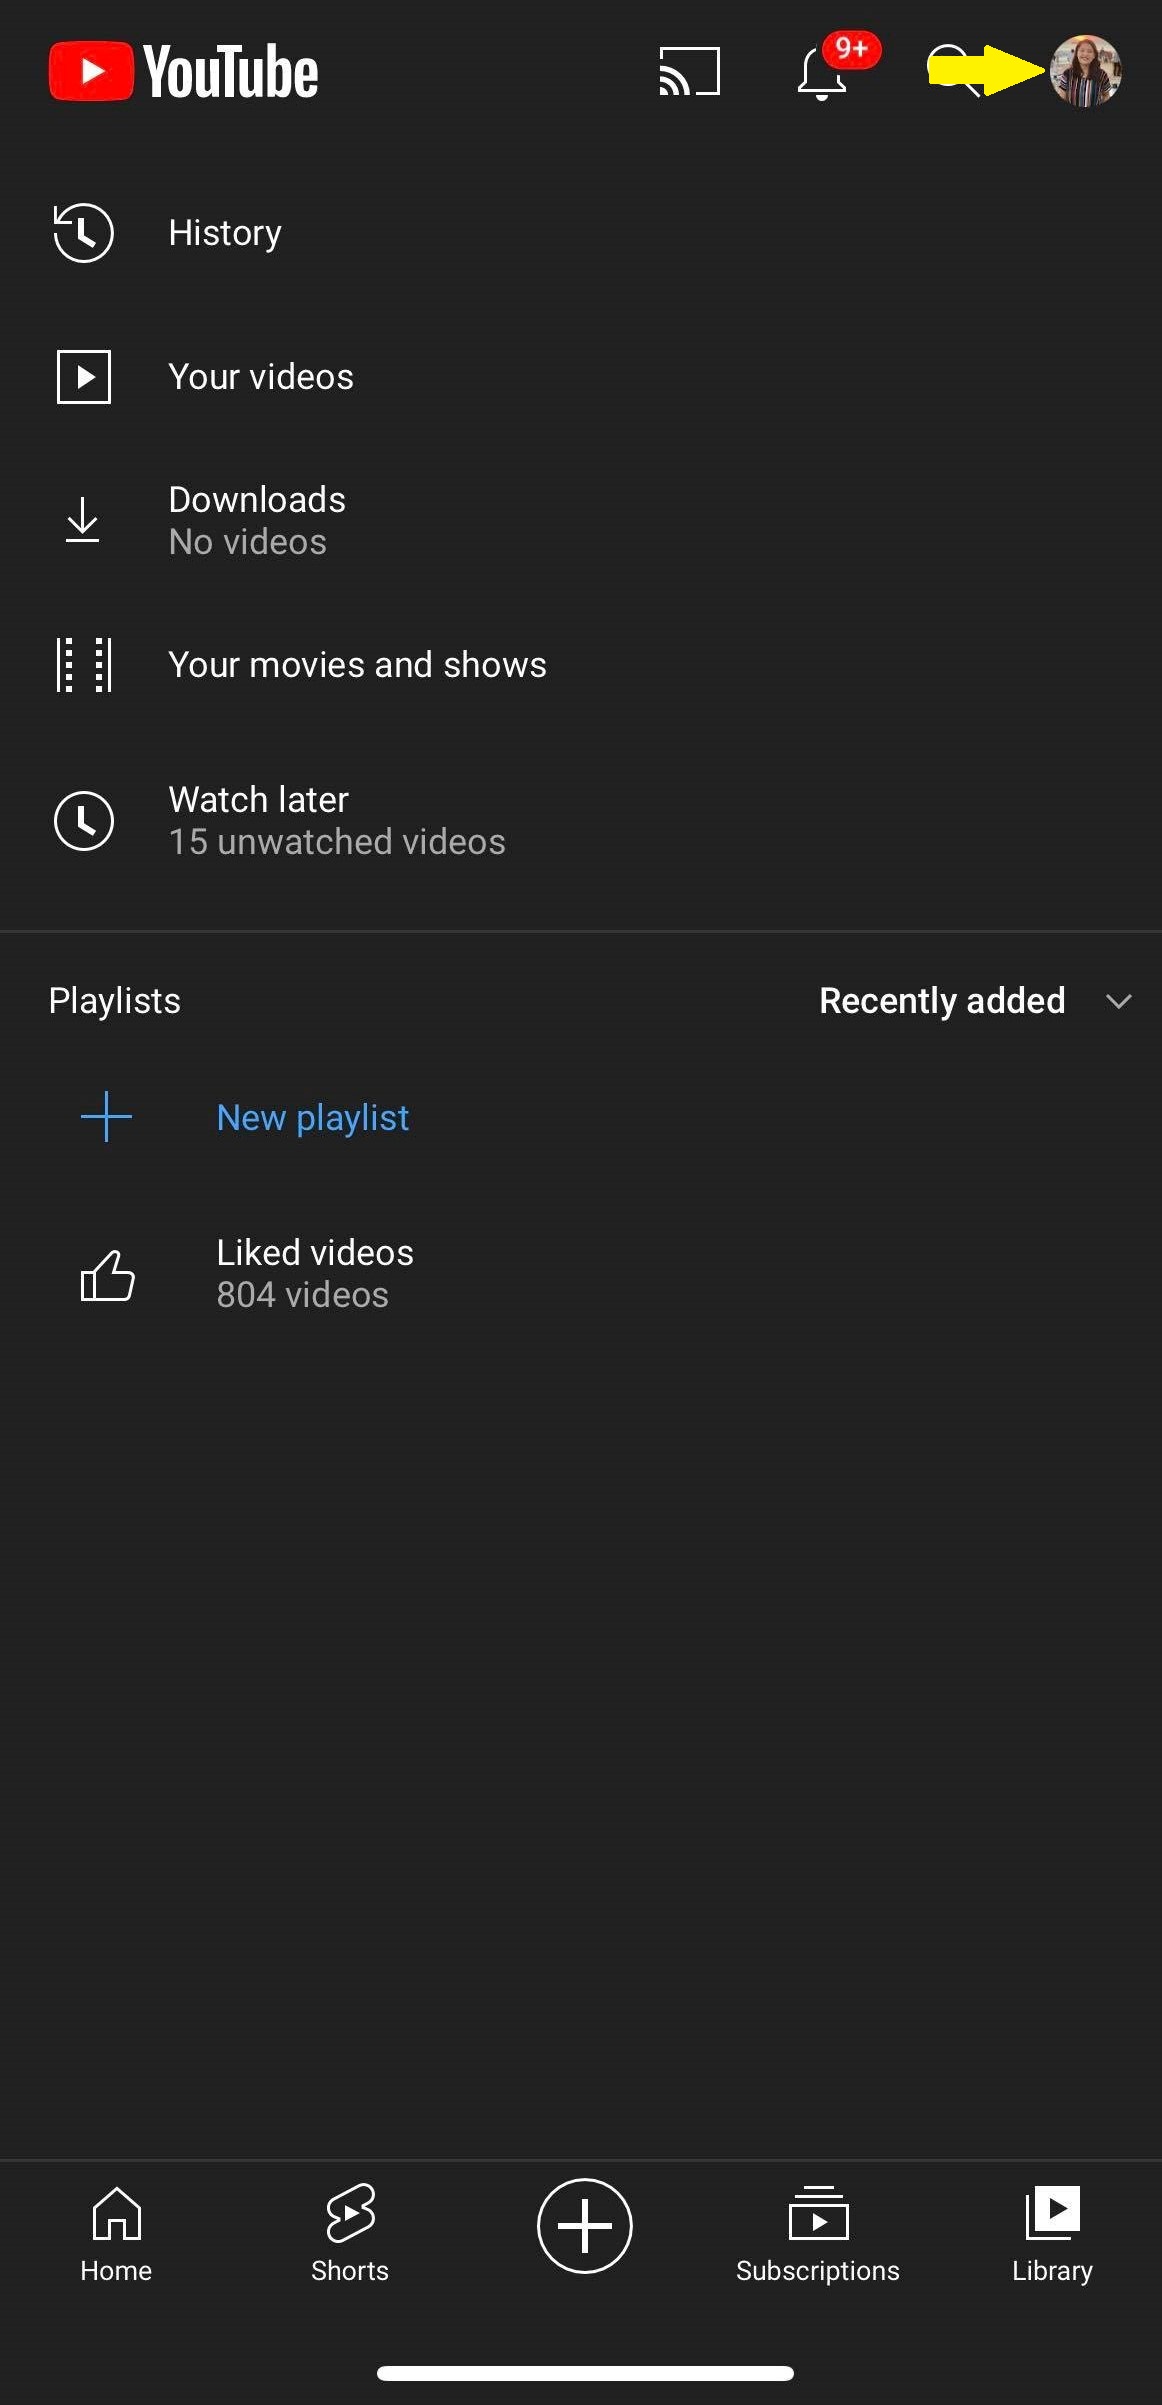 YouTube
9+
History
Your videos
Downloads
No videos
Your movies and shows
Watch later
15 unwatched videos
Playlists
Recently added
New playlist
Liked videos
804 videos
Home
Shorts
Subscriptions
Library